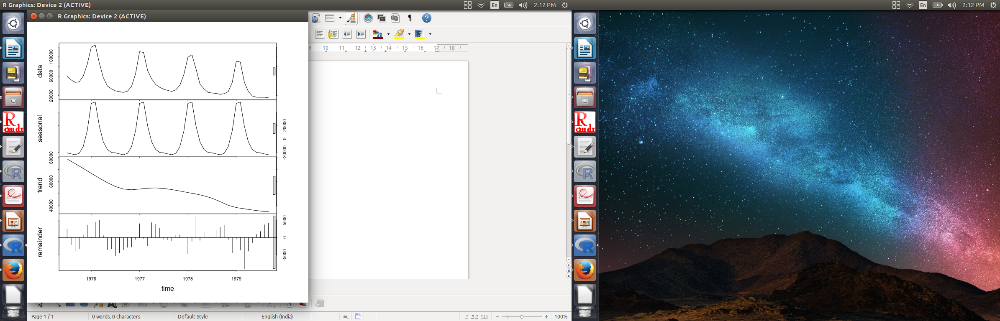 R Graphics: Device 2 (ACTIVE)
En
2:12 PM
En
2:12 PM
R Graphics: Device 2 (ACTIVE)
9 10 11 12 13 14 15 16 17 18
data
20000 60000 100000
seasonal
-20000 0 20000
trend
40000 60000 80000
remainder
-5000 0 5000
1976 1977 1978 1979
time
R
cmdr
R
R
R
cmdr
R
R
Page 1 / 1
0 words, 0 characters
Default Style
English (India)
100%